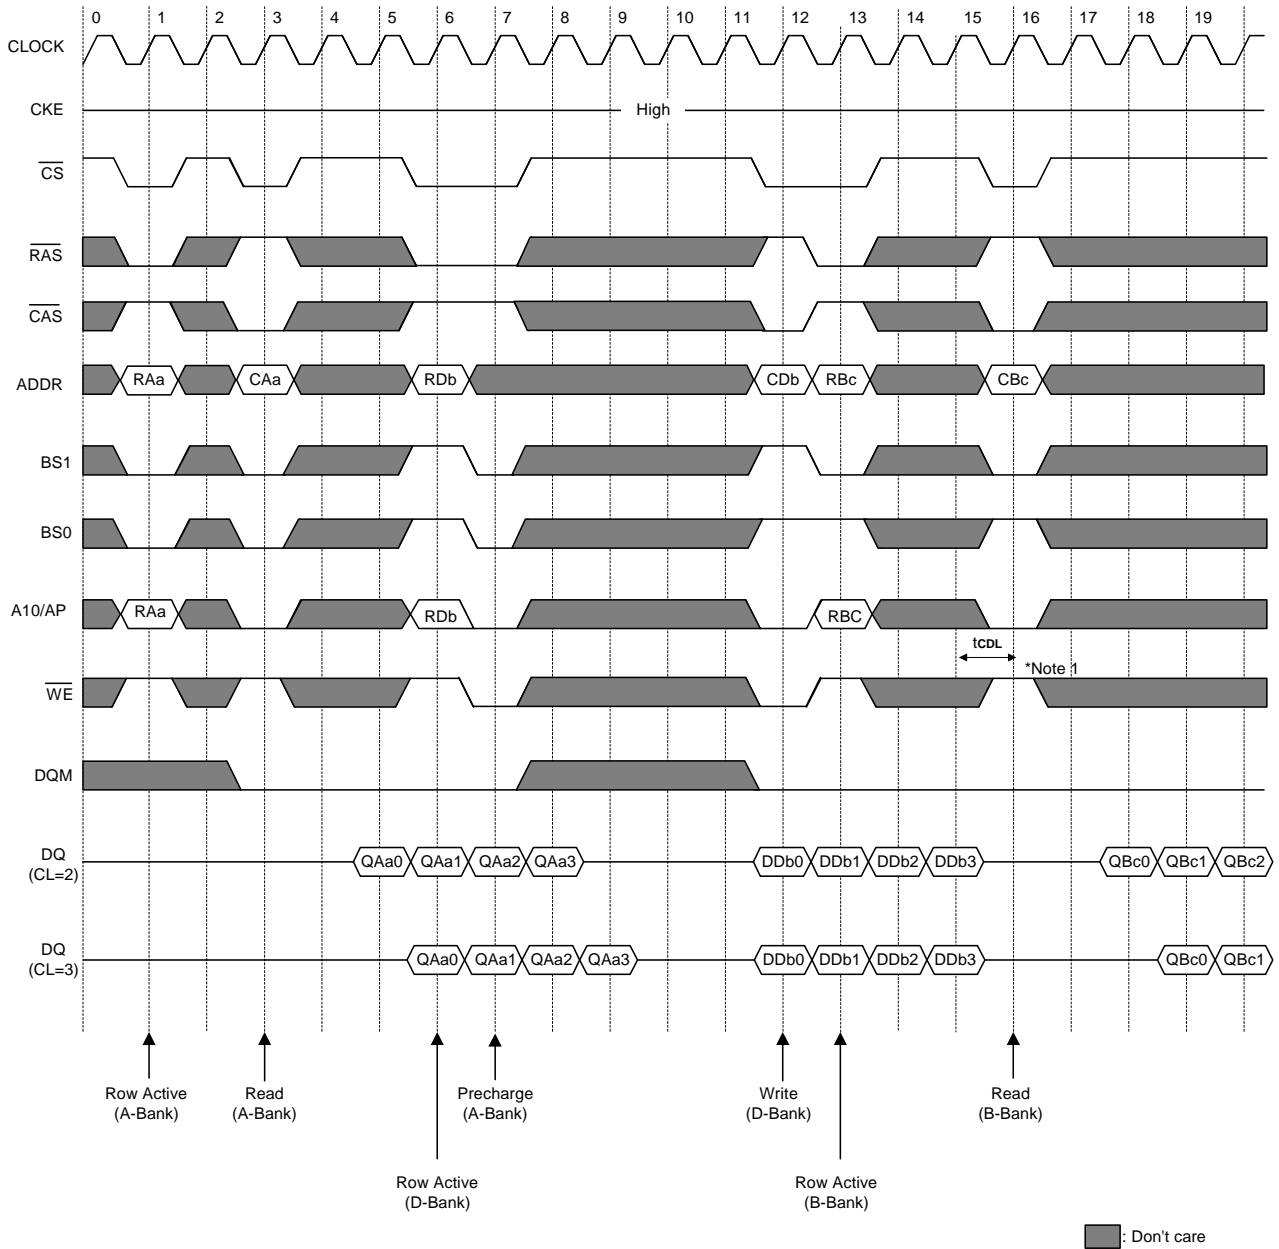 0 1 2 3 4 5 6 7 8 9 10 11 12 13 14 15 16 17 18 19
CLOCK
CKE High
CS
RAS
CAS
ADDR RAa CAa RDb CDb RBc CBc
BS1
BS0
A10/AP RAa RDb RBC
tCDL
*Note 1
WE
DQM
DQ
(CL=2) QAa0 QAa1 QAa2 QAa3 DDb0 DDb1 DDb2 DDb3 QBc0 QBc1 QBc2
DQ
(CL=3) QAa0 QAa1 QAa2 QAa3 DDb0 DDb1 DDb2 DDb3 QBc0 QBc1
Row Active
(A-Bank)
Read
(A-Bank)
Precharge
(A-Bank)
Write
(D-Bank)
Read
(B-Bank)
Row Active
(D-Bank)
Row Active
(B-Bank)
: Don't care